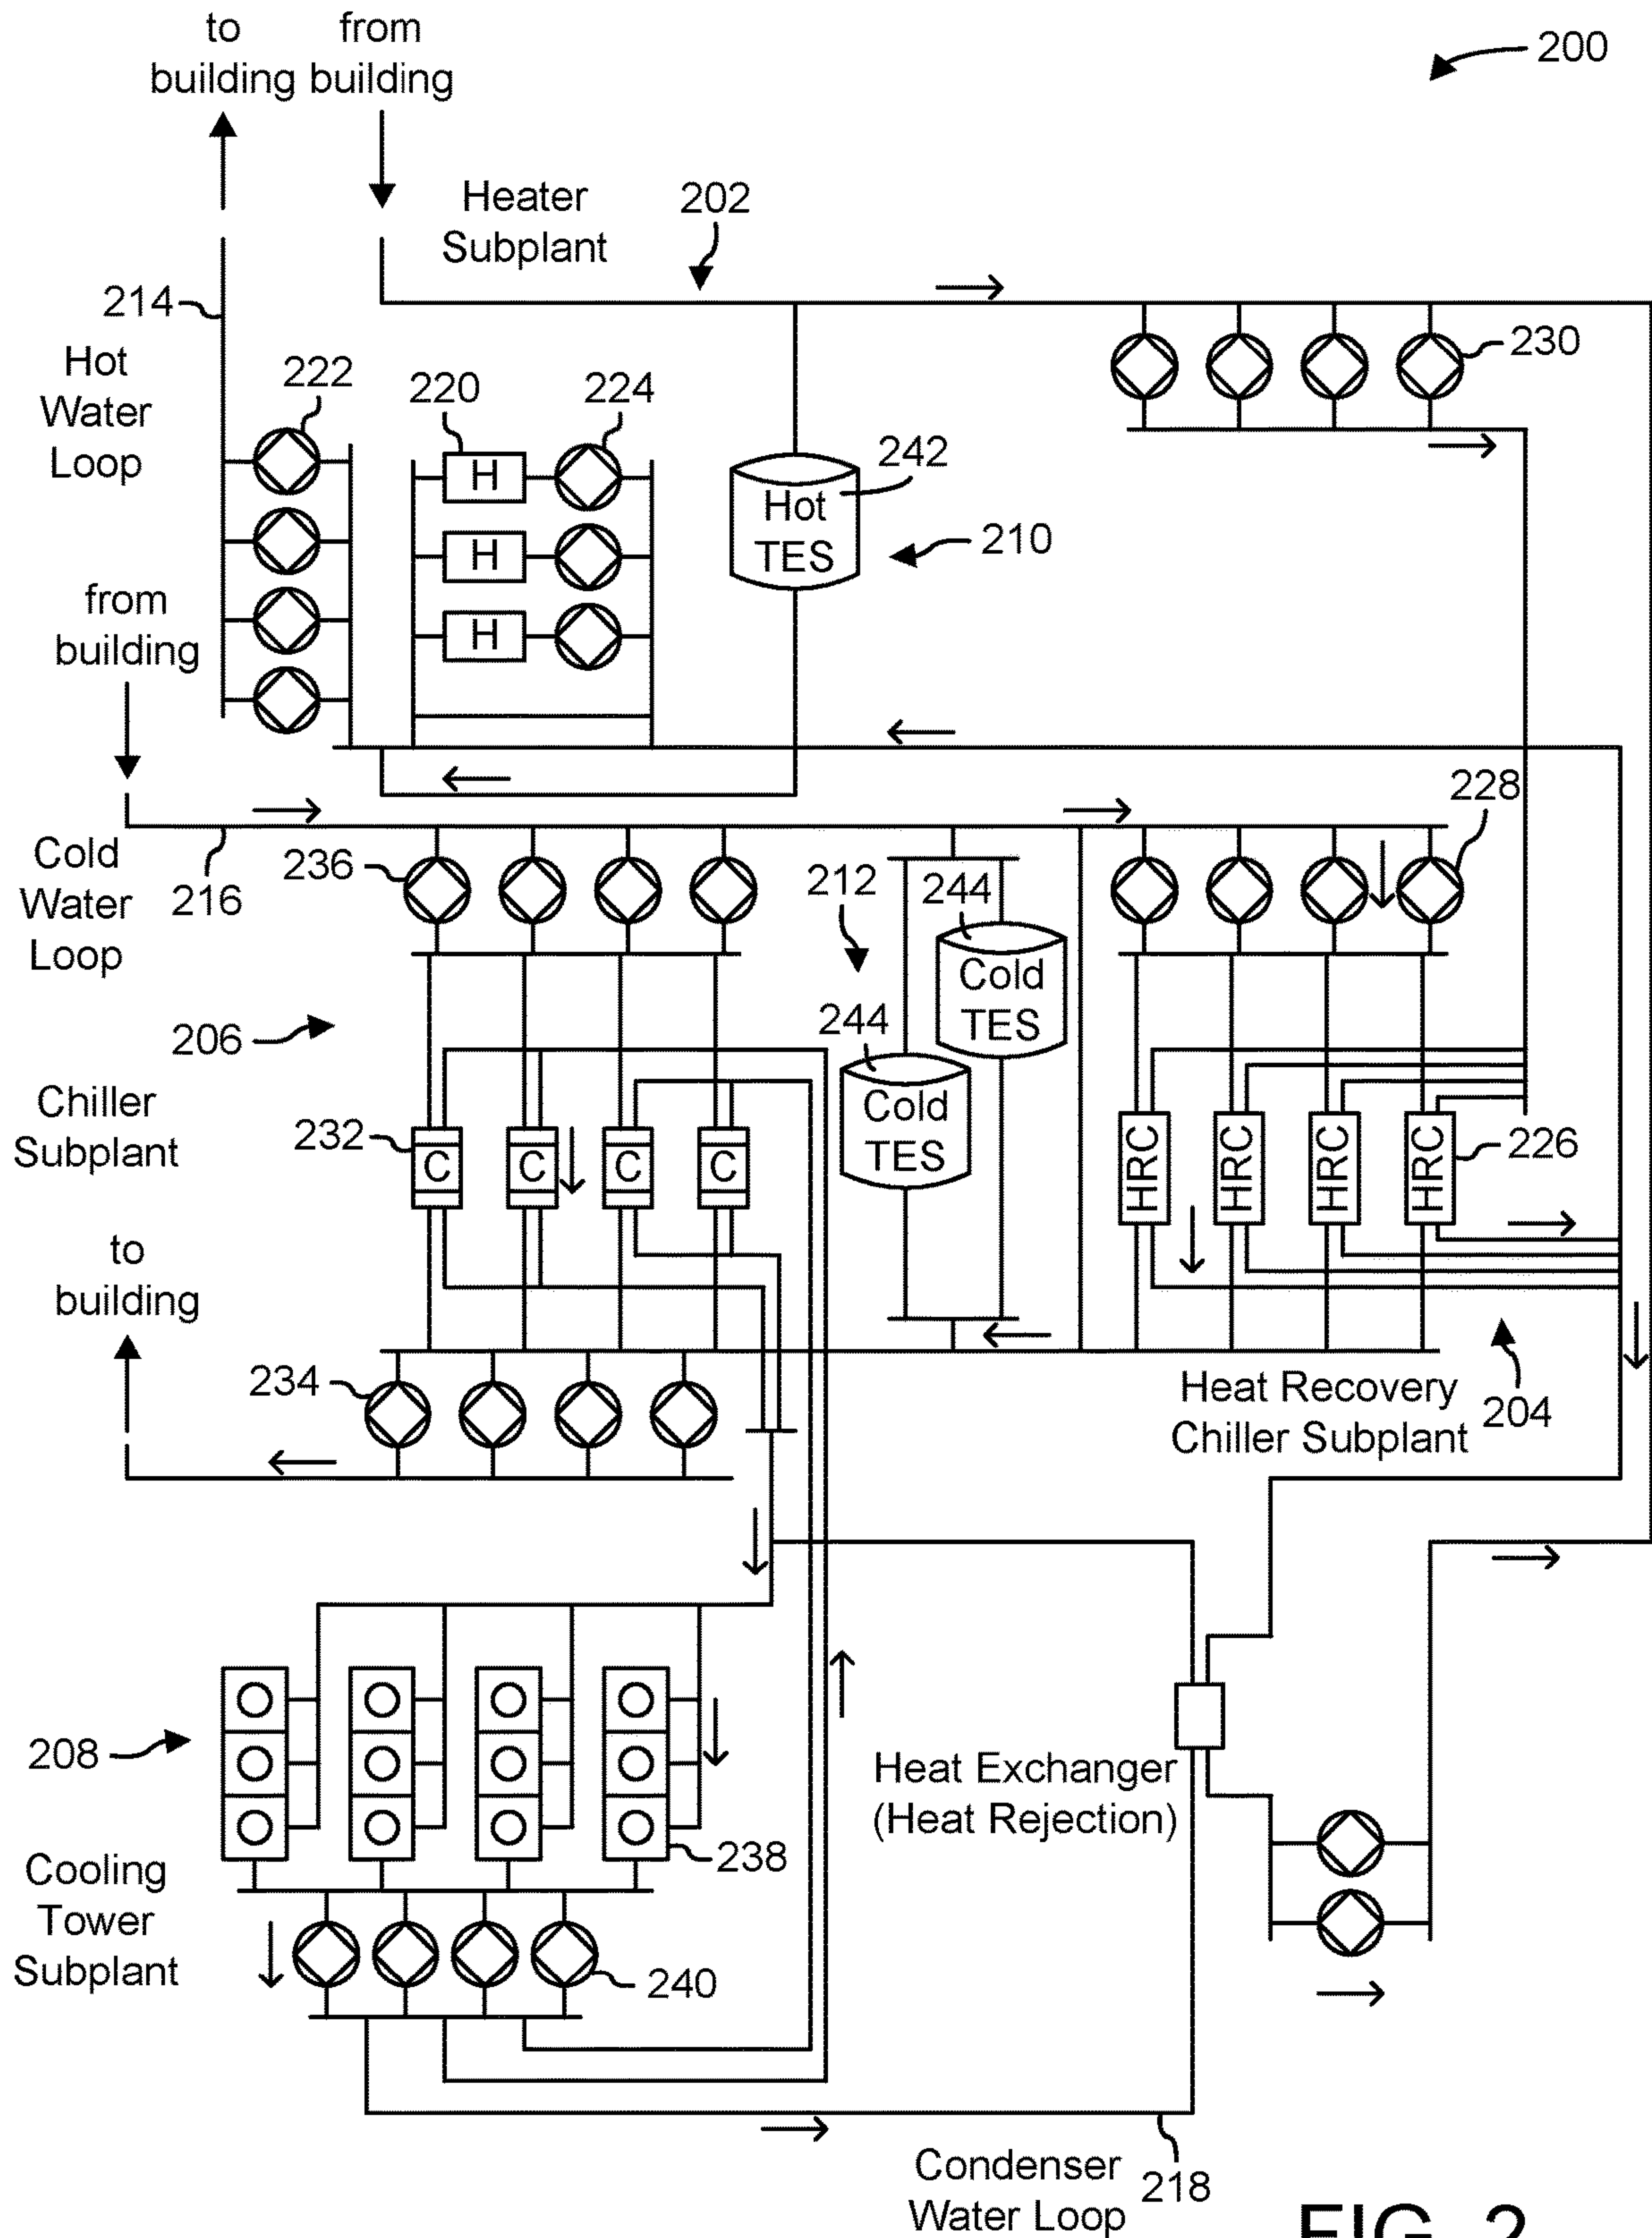 to from
building from building
200
Heater
Subplant
202
214
Hot
Water
Loop
222
220
224
230
242
Hot
TES
210
H
H
H
from
building
228
Cold
Water
Loop
216
236
212
244
Cold
TES
244
Cold
TES
206
Chiller
Subplant
232
C
C
C
C
HRC
HRC
HRC
HRC
226
to
building
234
Heat Recovery
Chiller Subplant
204
208
Heat Exchanger
(Heat Rejection)
238
Cooling
Tower
Subplant
240
Condenser
Water Loop
218
FIG. 2